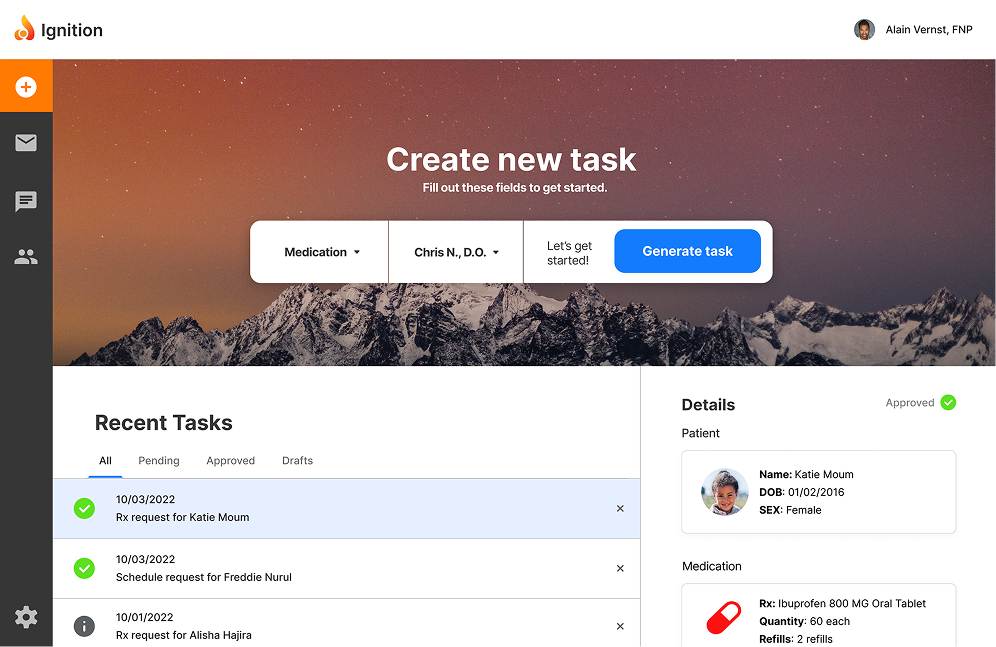 Ignition
Alain Vernst, FNP
Create new task
Fill out these fields to get started.
Medication
Chris N., D.O.
Let's get
started!
Generate task
Recent Tasks
All
Pending
Approved
Drafts
10/03/2022
Rx request for Katie Moum
10/03/2022
Schedule request for Freddie Nurul
10/01/2022
Rx request for Alisha Hajira
Details
Approved
Patient
Name: Katie Moum
DOB: 01/02/2016
SEX: Female
Medication
Rx: Ibuprofen 800 MG Oral Tablet
Quantity: 60 each
Refills: 2 refills